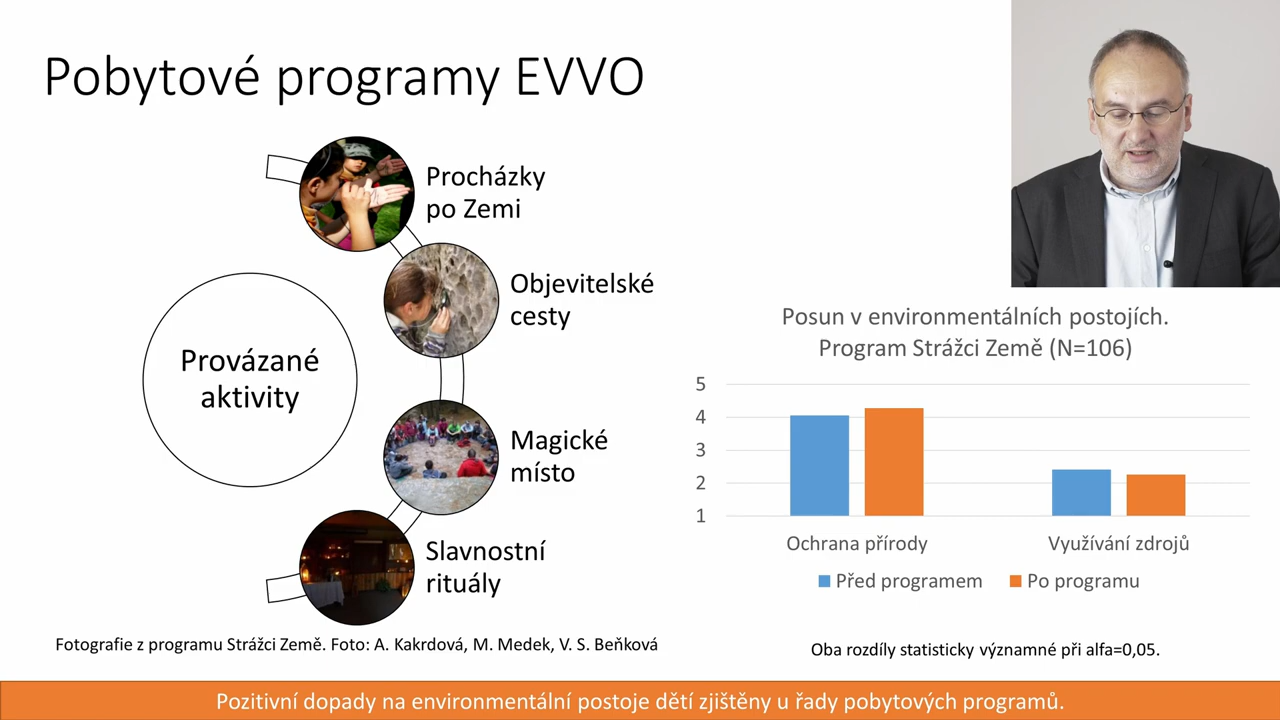 Pobytové programy EVVO
Procházky
po Zemi
Objevitelské
cesty
Provázané
aktivity
Magické
místo
Slavnostní
rituály
Fotografie z programu Strážci Země. Foto: A. Kakrdová, M. Medek, V. S. Beňková
Posun v environmentálních postojích.
Program Strážci Země (N=106)
5
4
3
2
1
Ochrana přírody
Využívání zdrojů
Před programem
Po programu
Oba rozdíly statisticky významné při alfa=0,05.
Pozitivní dopady na environmentální postoje dětí zjištěny u řady pobytových programů.